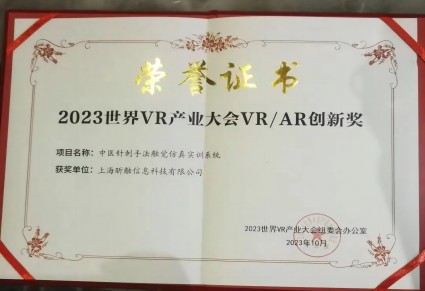 荣誉证书
2023世界VR产业大会VR/AR创新奖
项目名称：中医针刺手法触觉仿真实训系统
获奖单位：上海昕融信息科技有限公司
2023世界VR产业大会组委会办公室
2023年10月